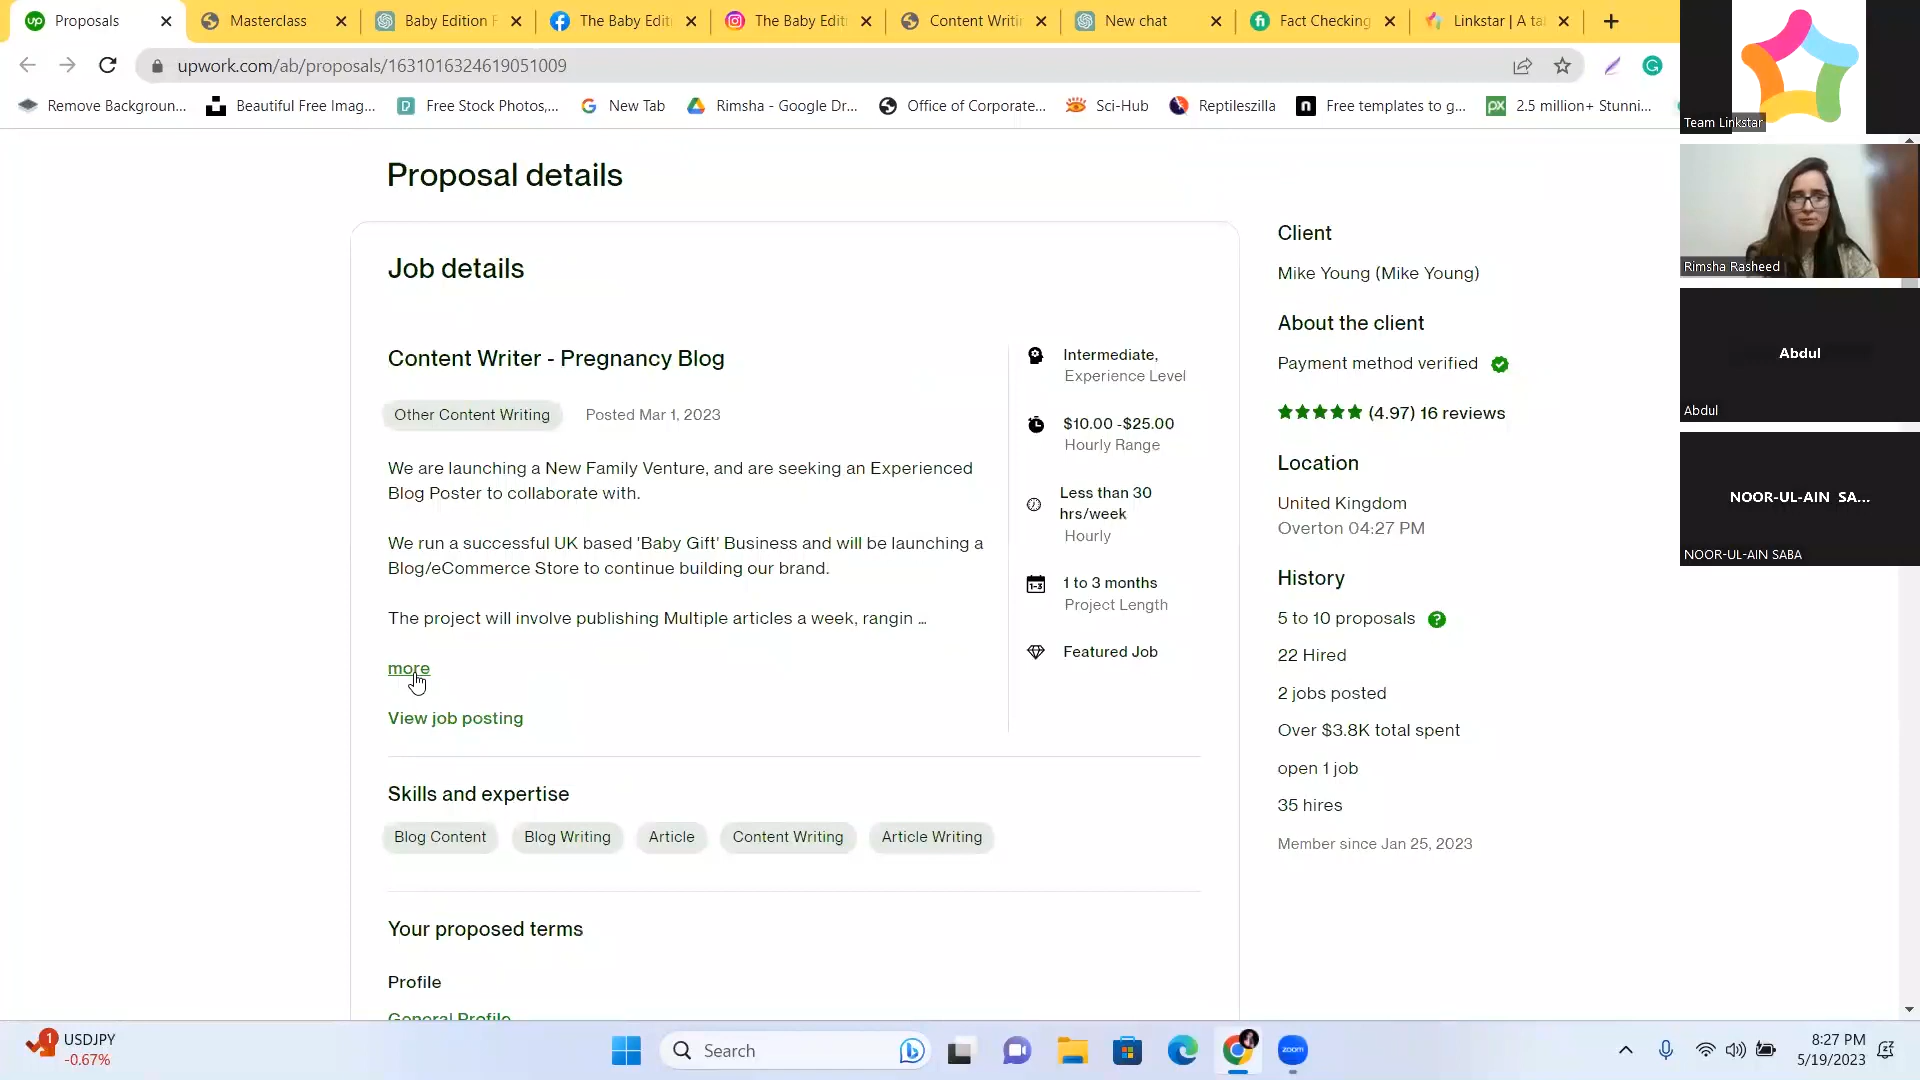 Proposals
Masterclass
Baby Edition F
The Baby Edit
The Baby Edit
Content Writi
New chat
Fact Checking
Linkstar | A ta
upwork.com/ab/proposals/1631016324619051009
Remove Backgroun...
Beautiful Free Imag...
Free Stock Photos,...
New Tab
Rimsha - Google Dr...
Office of Corporate...
Sci-Hub
Reptileszilla
Free templates to g...
2.5 million+ Stunni...
Team Linkstar
Rimsha Rasheed
Abdul
Abdul
NOOR-UL-AIN SA...
NOOR-UL-AIN SABA
Proposal details
Job details
Content Writer - Pregnancy Blog
Other Content Writing
Posted Mar 1, 2023
We are launching a New Family Venture, and are seeking an Experienced
Blog Poster to collaborate with.
We run a successful UK based 'Baby Gift' Business and will be launching a
Blog/eCommerce Store to continue building our brand.
The project will involve publishing Multiple articles a week, rangin …
more
View job posting
Intermediate,
Experience Level
$10.00 -$25.00
Hourly Range
Less than 30
hrs/week
Hourly
1 to 3 months
Project Length
Featured Job
Skills and expertise
Blog Content
Blog Writing
Article
Content Writing
Article Writing
Your proposed terms
Profile
General Profile
Client
Mike Young (Mike Young)
About the client
Payment method verified
(4.97) 16 reviews
Location
United Kingdom
Overton 04:27 PM
History
5 to 10 proposals
22 Hired
2 jobs posted
Over $3.8K total spent
open 1 job
35 hires
Member since Jan 25, 2023
1
USDJPY
-0.67%
Search
zoom
8:27 PM
5/19/2023